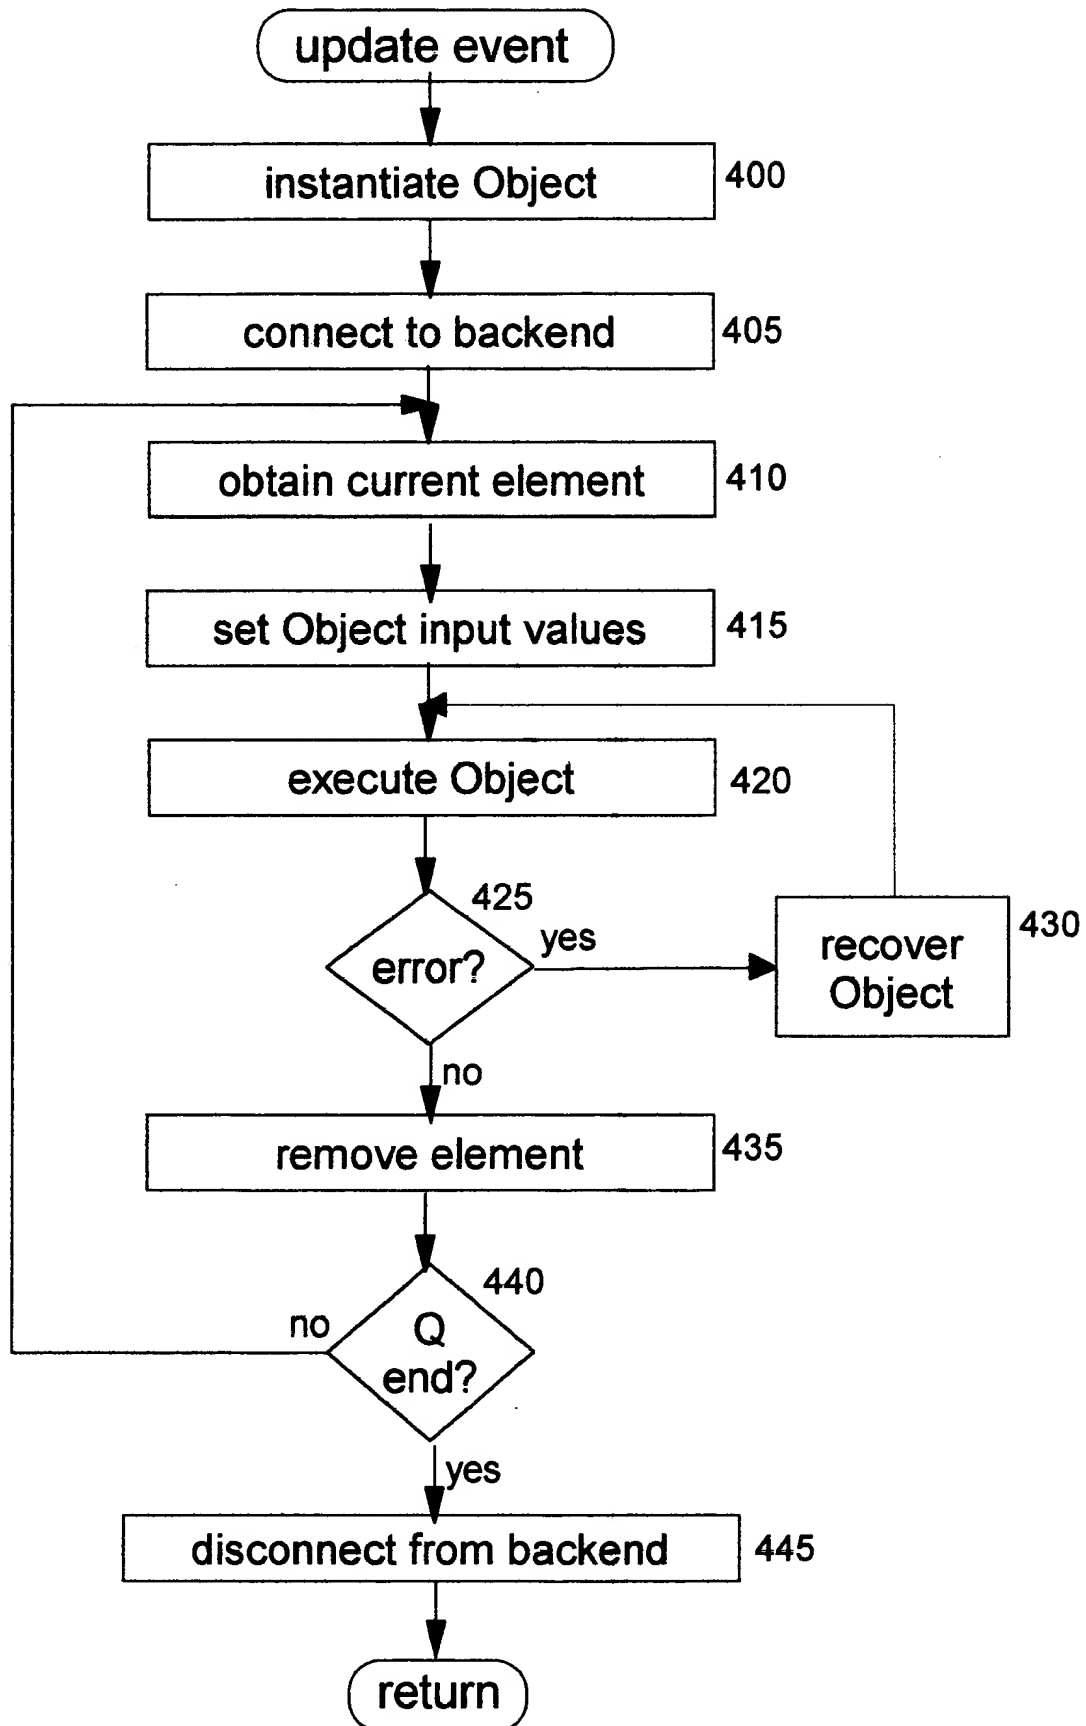 update event
instantiate Object
400
connect to backend
405
obtain current element
410
set Object input values
415
execute Object
420
425
error?
yes
recover
Object
430
no
remove element
435
440
no
Q
end?
yes
disconnect from backend
445
return